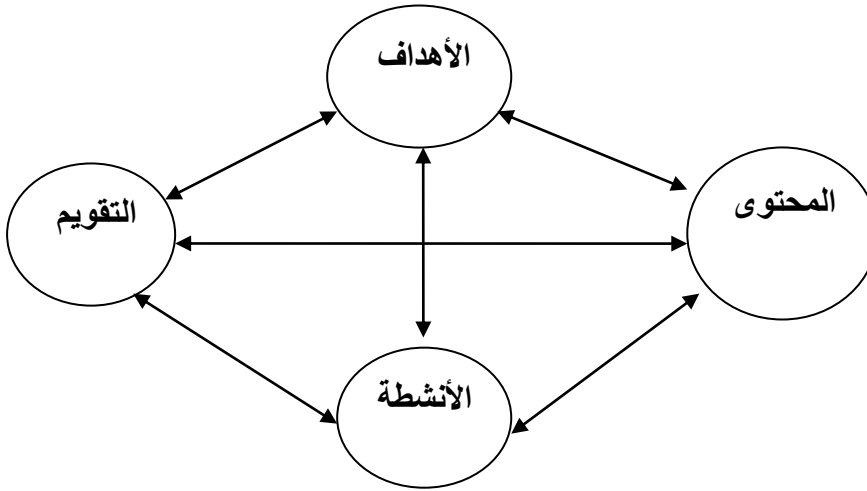 الأهداف
المحتوى
التقويم
الأنشطة